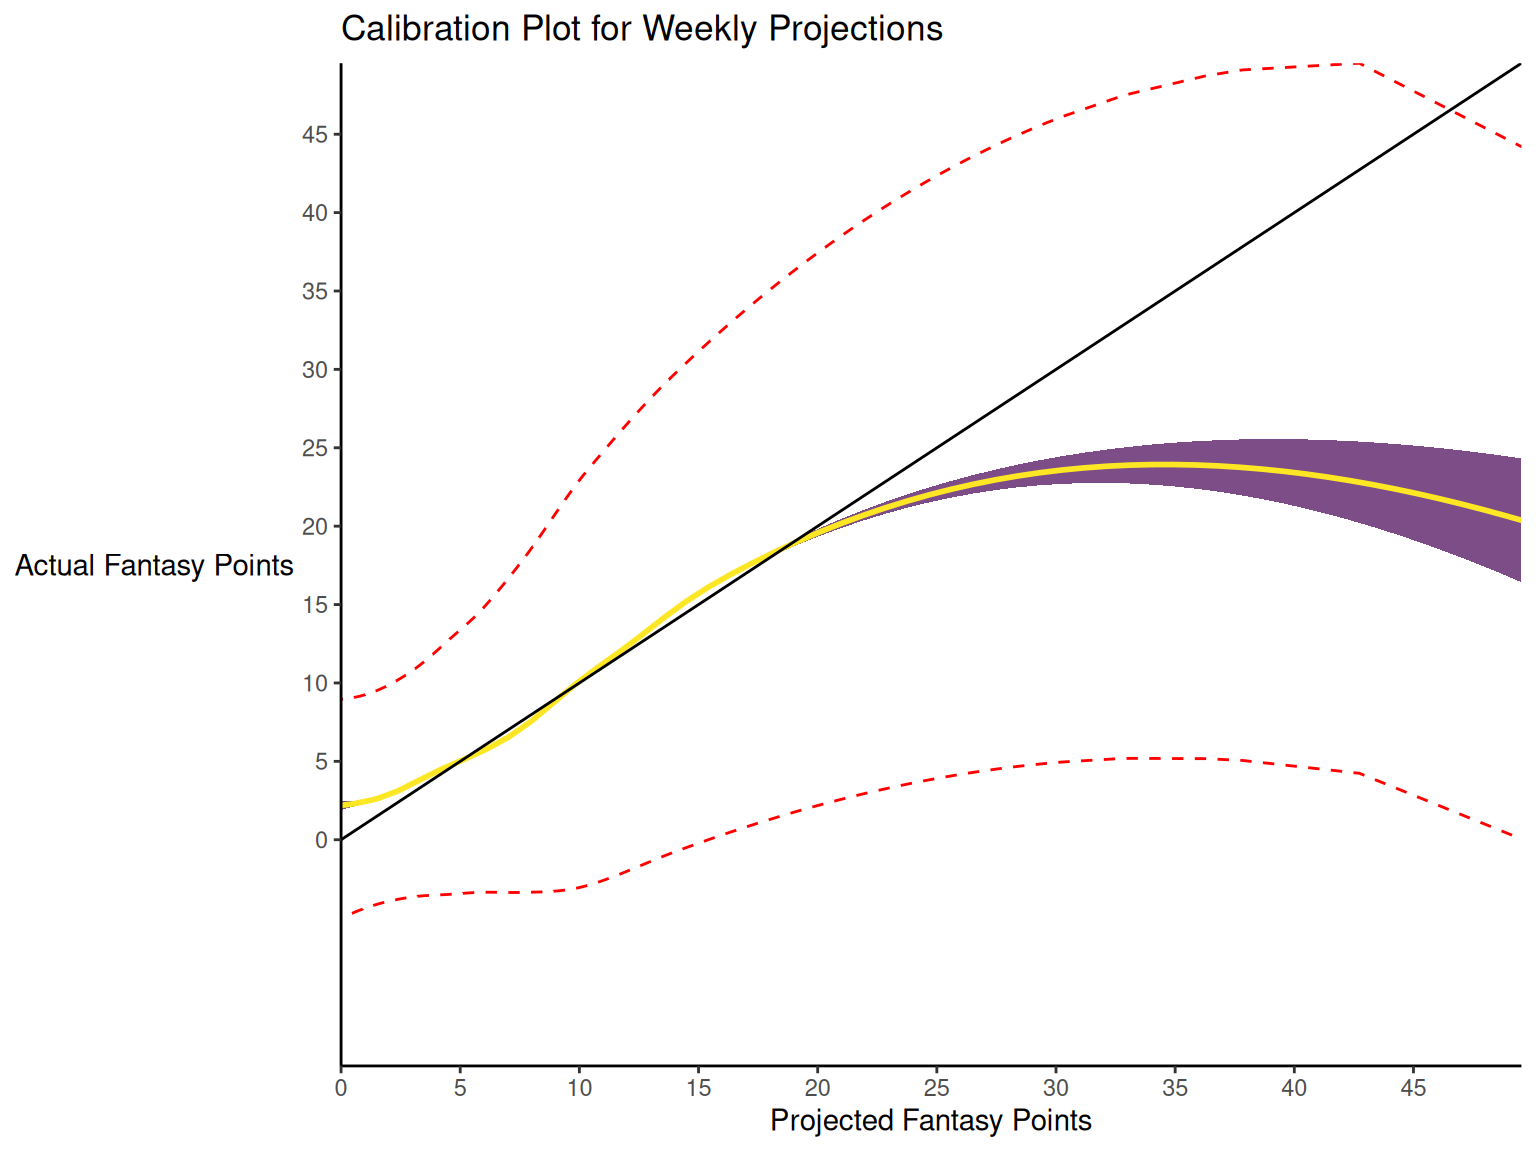 Calibration Plot for Weekly Projections
45
40
35
30
25
20
Actual Fantasy Points
15
10
5
0
0 5 10 15 20 25 30 35 40 45
Projected Fantasy Points